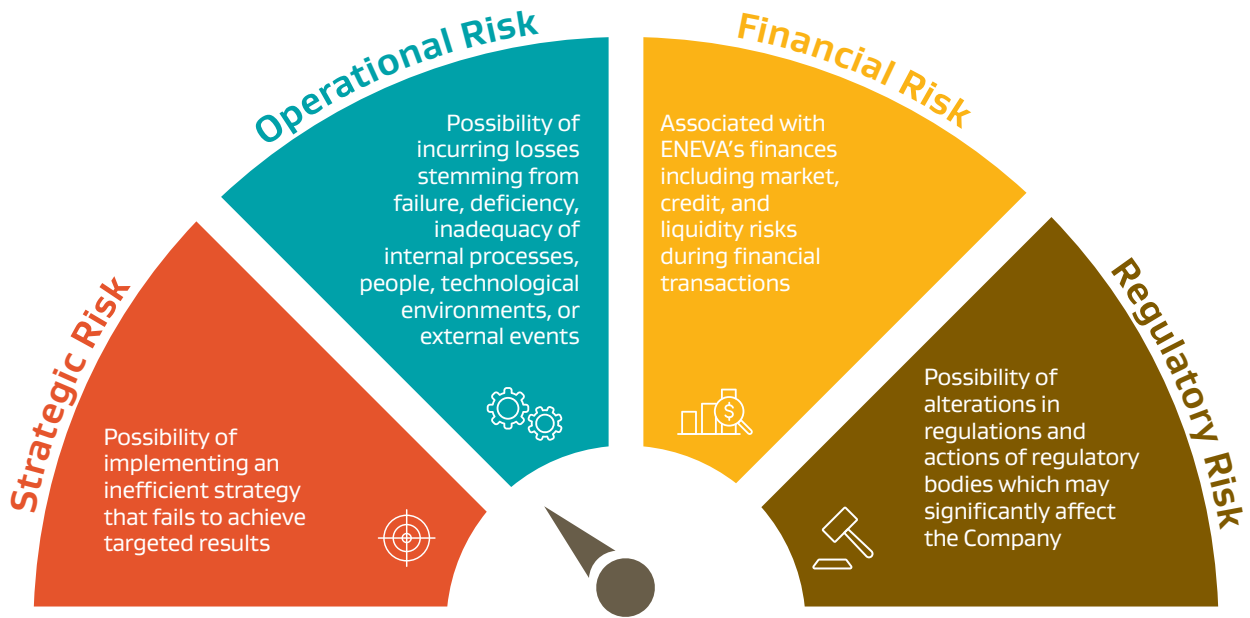 Strategic Risk
Possibility of
implementing an
inefficient strategy
that fails to achieve
targeted results
Operational Risk
Possibility of
incurring losses
stemming from
failure, deficiency,
inadequacy of
internal processes,
people, technological
environments, or
external events
Financial Risk
Associated with
ENEVA’s finances
including market,
credit, and
liquidity risks
during financial
transactions
$
Regulatory Risk
Possibility of
alterations in
regulations and
actions of regulatory
bodies which may
significantly affect
the Company